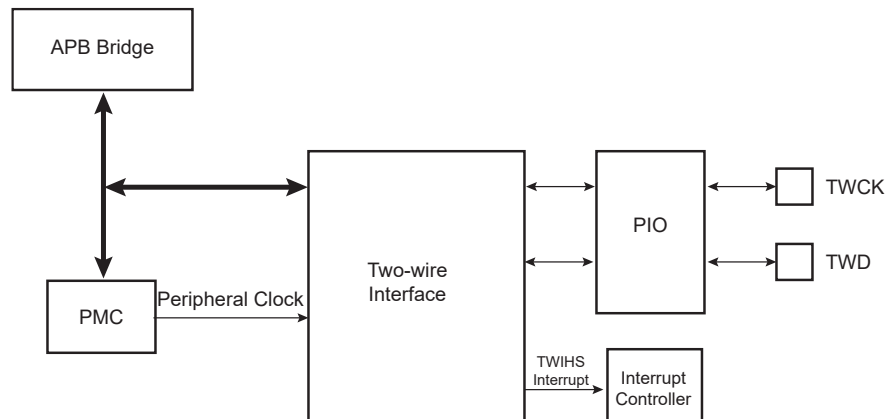 APB Bridge
TWCK
PIO
TWD
Two-wire
Interface
Peripheral Clock
PMC
TWIHS
Interrupt
Interrupt
Controller